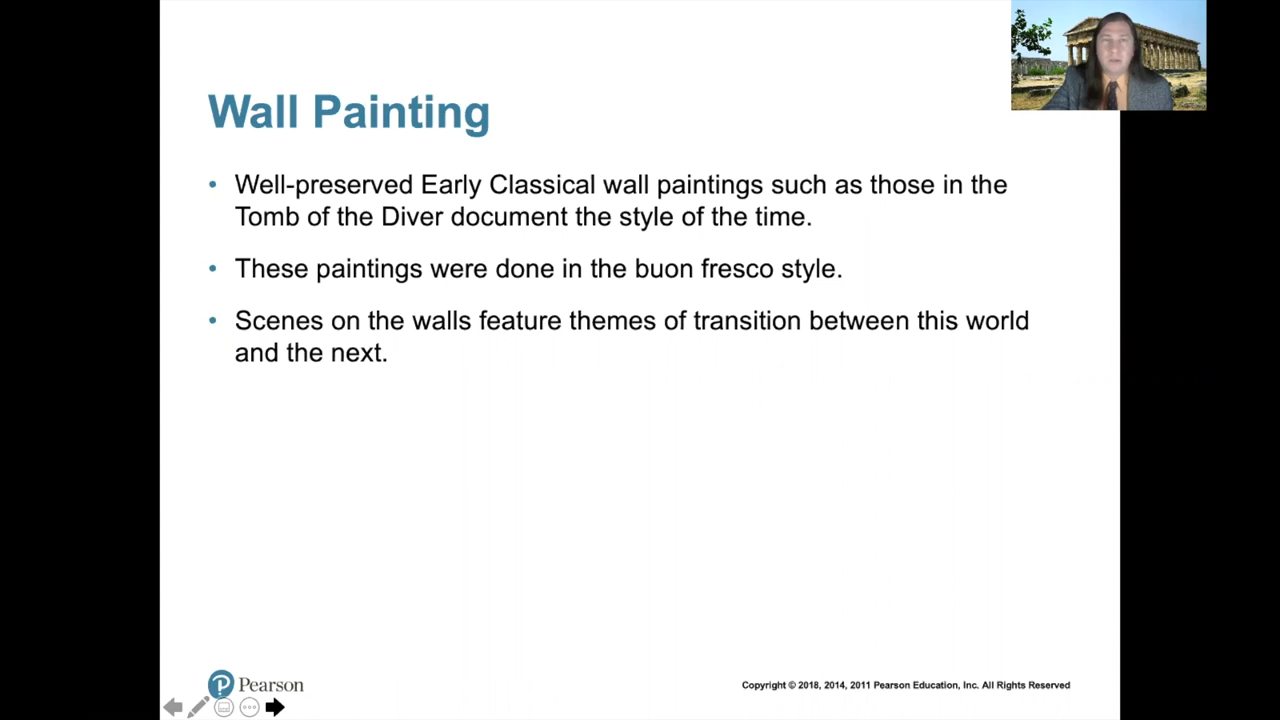 Wall Painting
• Well-preserved Early Classical wall paintings such as those in the
Tomb of the Diver document the style of the time.
• These paintings were done in the buon fresco style.
• Scenes on the walls feature themes of transition between this world
and the next.
P Pearson
Copyright © 2018, 2014, 2011 Pearson Education, Inc. All Rights Reserved